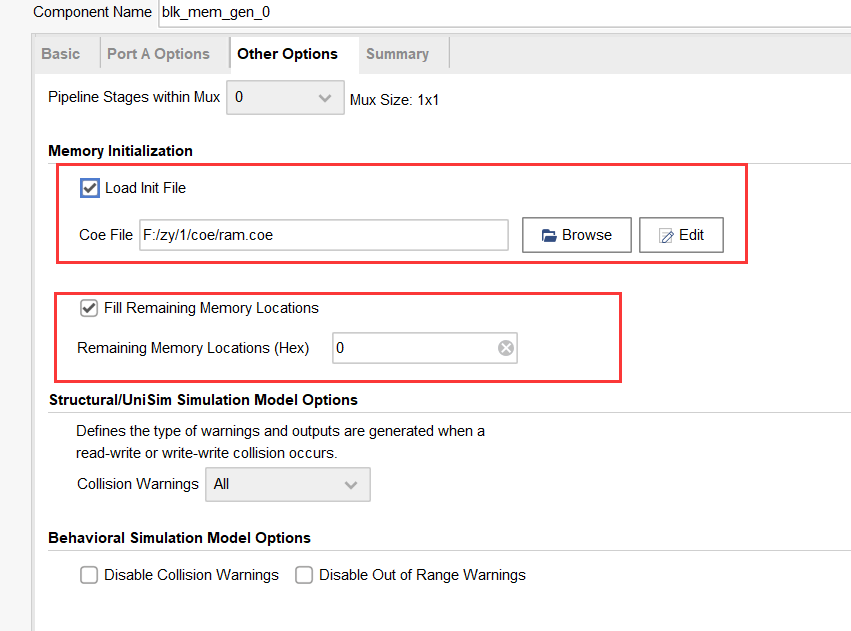 Component Name blk_mem_gen_0
Basic Port A Options Other Options Summary
Pipeline Stages within Mux 0 Mux Size: 1x1
Memory Initialization
Load Init File
Coe File F:/zy/1/coe/ram.coe Browse Edit
Fill Remaining Memory Locations
Remaining Memory Locations (Hex) 0
Structural/UniSim Simulation Model Options
Defines the type of warnings and outputs are generated when a
read-write or write-write collision occurs.
Collision Warnings All
Behavioral Simulation Model Options
Disable Collision Warnings Disable Out of Range Warnings